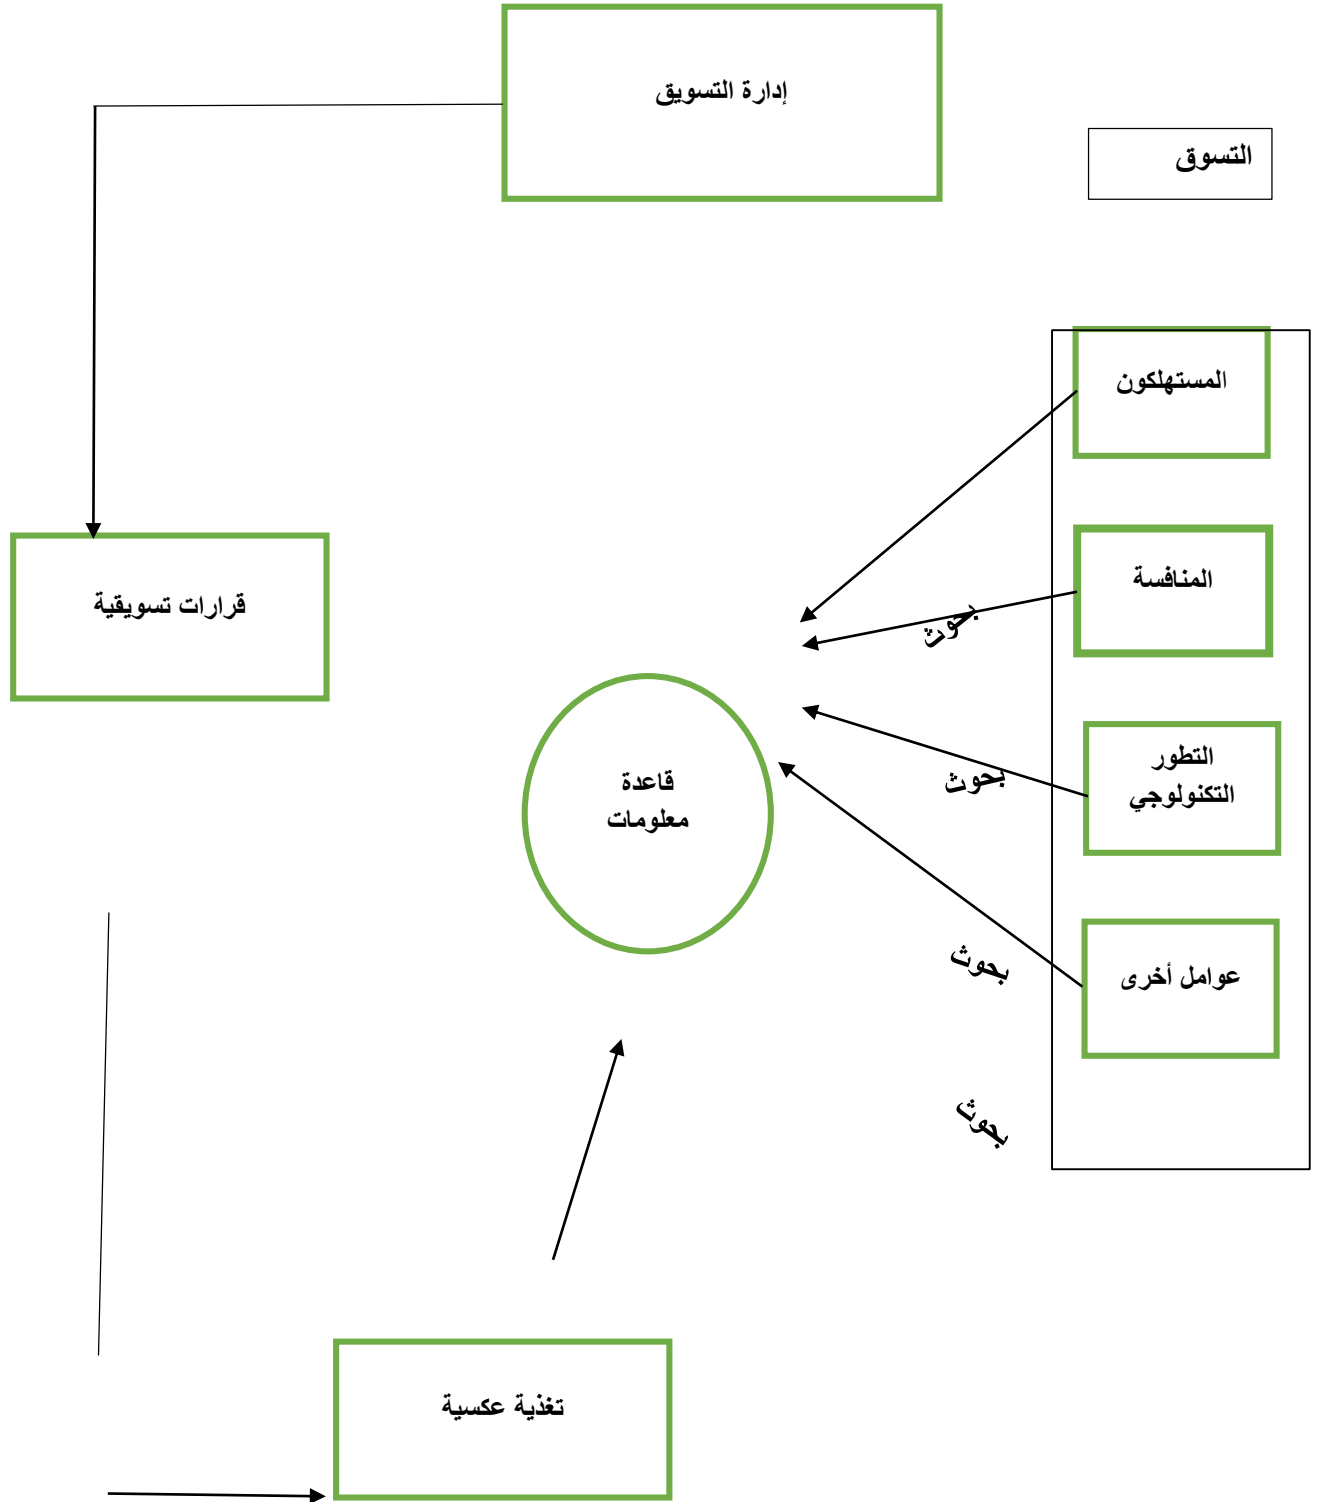 إدارة التسويق
التسوق
المستهلكون
المنافسة
قرارات تسويقية
بحوث
التطور
التكنولوجي
بحوث
قاعدة
معلومات
بحوث
عوامل أخرى
بحوث
تغذية عكسية